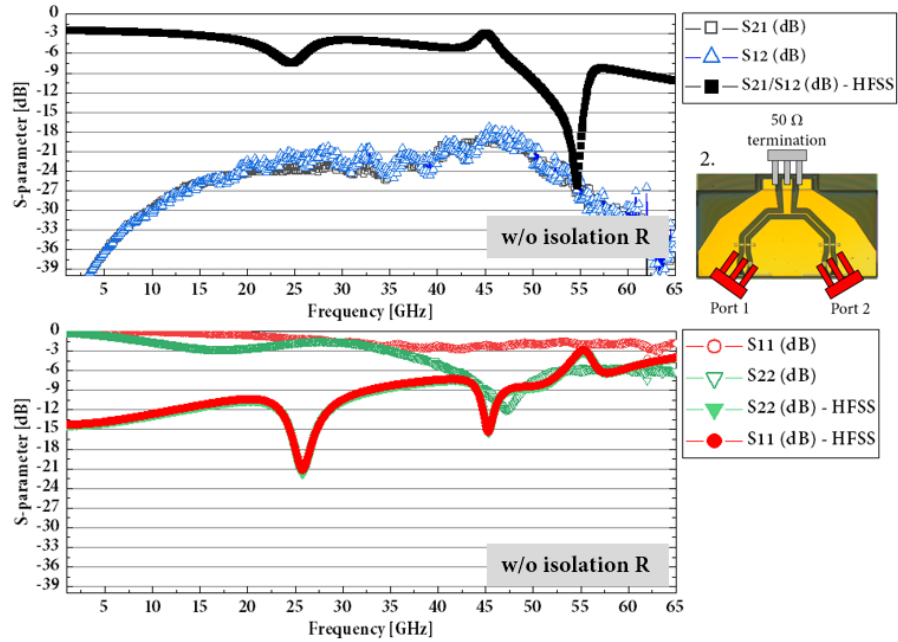 0
-3
-6
-9
-12
-15
-18
-21
-24
-27
-30
-33
-36
-39
S-parameter [dB]
5 10 15 20 25 30 35 40 45 50 55 60 65
Frequency [GHz]
w/o isolation R
S21 (dB)
S12 (dB)
S21/S12 (dB) - HFSS
50 Ω
termination
2.
Port 1 Port 2
0
-3
-6
-9
-12
-15
-18
-21
-24
-27
-30
-33
-36
-39
S-parameter [dB]
5 10 15 20 25 30 35 40 45 50 55 60 65
Frequency [GHz]
w/o isolation R
S11 (dB)
S22 (dB)
S22 (dB) - HFSS
S11 (dB) - HFSS